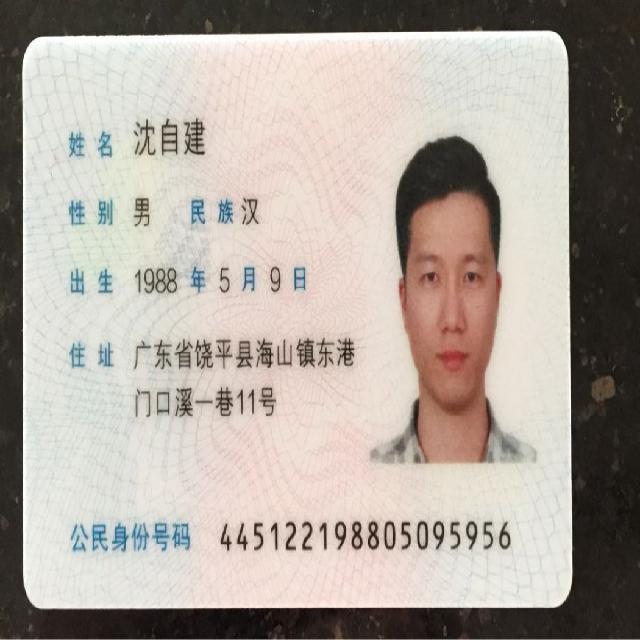 姓名 沈自建
性别 男 民族 汉
出生 1988 年 5 月 9 日
住址 广东省饶平县海山镇东港
门口溪一巷11号
公民身份号码 445122198805095956